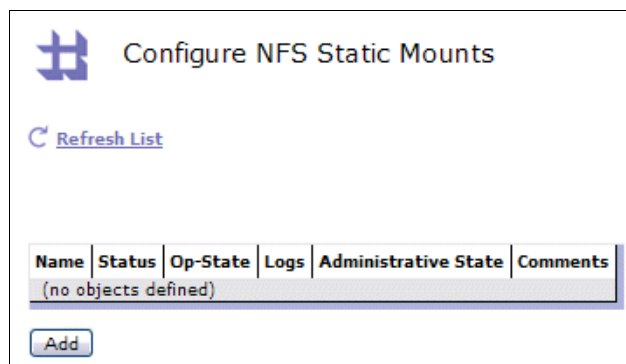 Configure NFS Static Mounts
Refresh List
Name Status Op-State Logs Administrative State Comments
(no objects defined)
Add